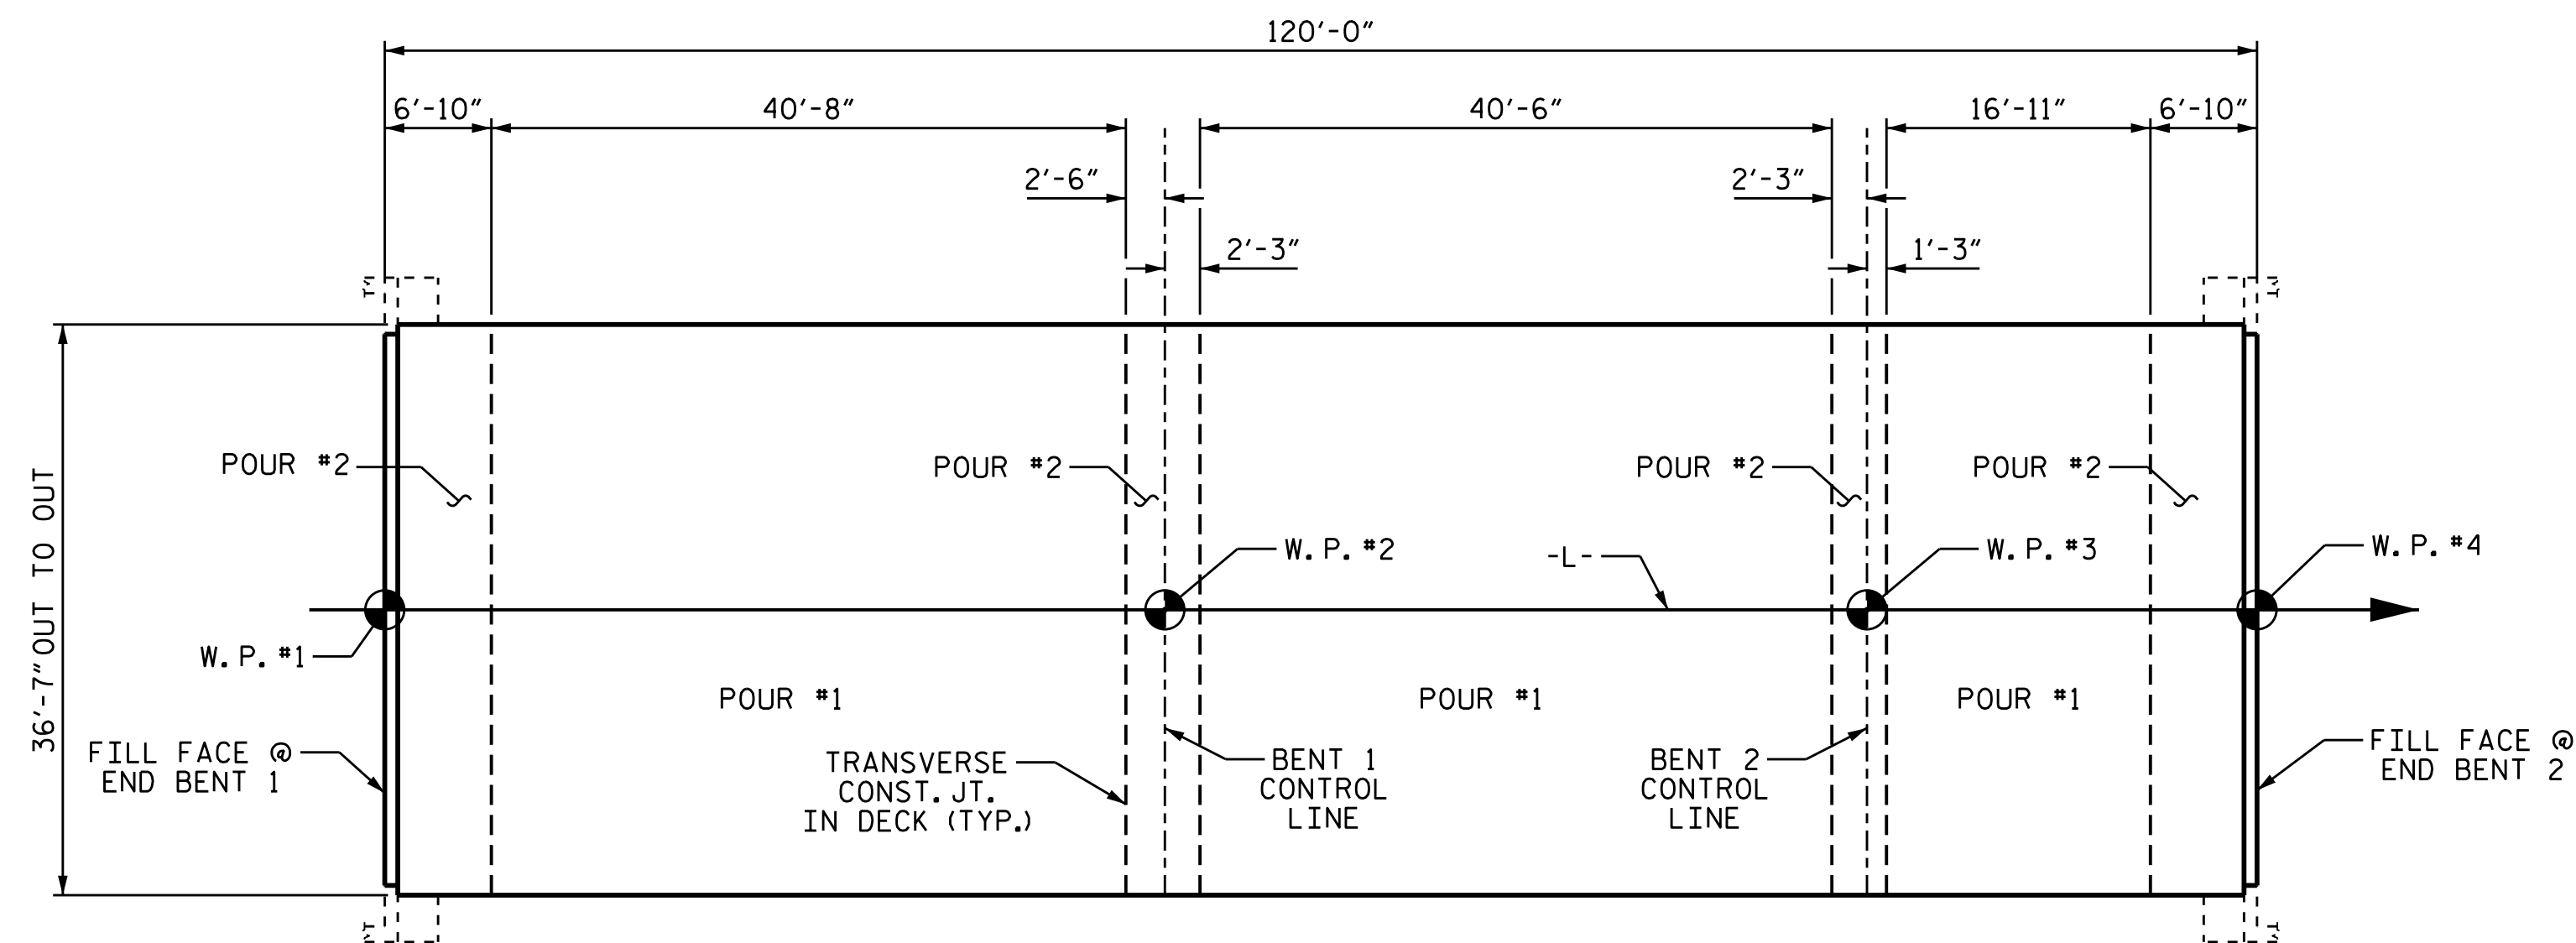 120'-0"
6'-10"
40'-8"
40'-6"
16'-11"
6'-10"
2'-6"
2'-3"
2'-3"
1'-3"
36'-7" OUT TO OUT
POUR #2
POUR #2
POUR #2
POUR #2
W.P. #2
-L-
W.P. #3
W.P. #4
W.P. #1
POUR #1
POUR #1
POUR #1
FILL FACE @
END BENT 1
TRANSVERSE
CONST. JT.
IN DECK (TYP.)
BENT 1
CONTROL
LINE
BENT 2
CONTROL
LINE
FILL FACE @
END BENT 2